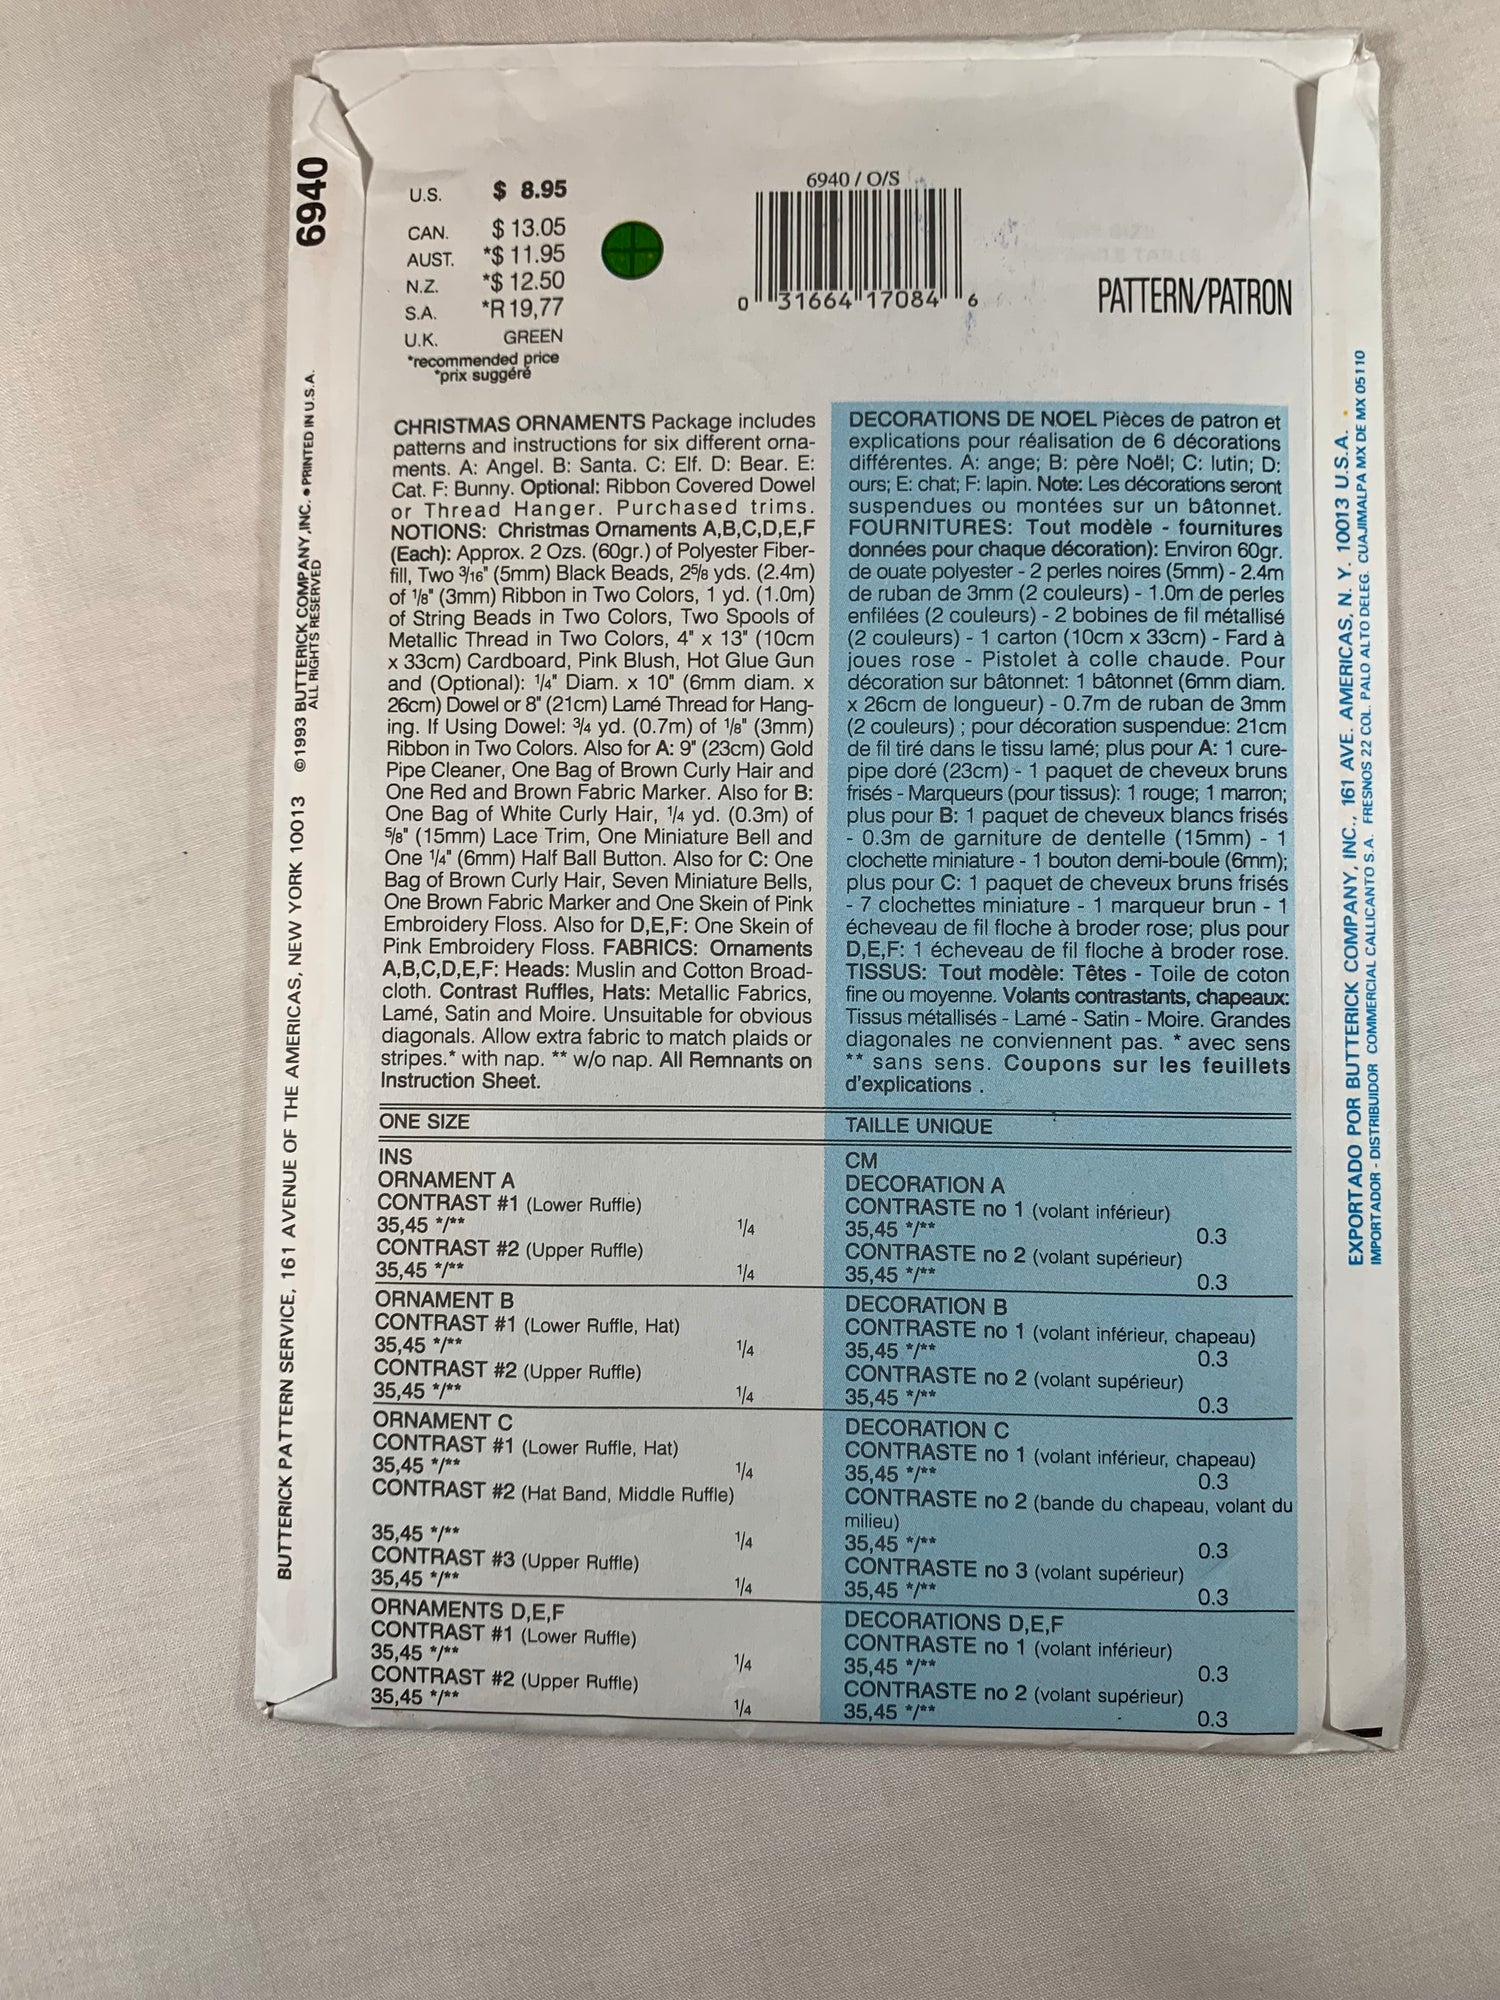 6940
©1993 BUTTERICK COMPANY, INC. • PRINTED IN U.S.A.
ALL RIGHTS RESERVED
BUTTERICK PATTERN SERVICE, 161 AVENUE OF THE AMERICAS, NEW YORK 10013
U.S. $ 8.95
CAN. $ 13.05
AUST. *$ 11.95
N.Z. *$ 12.50
S.A. *R 19,77
U.K. GREEN
*recommended price
*prix suggéré
6940 / O/S
0 31664 17084 6
PATTERN/PATRON
CHRISTMAS ORNAMENTS Package includes
patterns and instructions for six different orna-
ments. A: Angel. B: Santa. C: Elf. D: Bear. E:
Cat. F: Bunny. Optional: Ribbon Covered Dowel
or Thread Hanger. Purchased trims.
NOTIONS: Christmas Ornaments A,B,C,D,E,F
(Each): Approx. 2 Ozs. (60gr.) of Polyester Fiber-
fill, Two 3/16" (5mm) Black Beads, 2⅝ yds. (2.4m)
of ⅛" (3mm) Ribbon in Two Colors, 1 yd. (1.0m)
of String Beads in Two Colors, Two Spools of
Metallic Thread in Two Colors, 4" x 13" (10cm
x 33cm) Cardboard, Pink Blush, Hot Glue Gun
and (Optional): ¼" Diam. x 10" (6mm diam. x
26cm) Dowel or 8" (21cm) Lamé Thread for Hang-
ing. If Using Dowel: ¾ yd. (0.7m) of ⅛" (3mm)
Ribbon in Two Colors. Also for A: 9" (23cm) Gold
Pipe Cleaner, One Bag of Brown Curly Hair and
One Red and Brown Fabric Marker. Also for B:
One Bag of White Curly Hair, ¼ yd. (0.3m) of
⅝" (15mm) Lace Trim, One Miniature Bell and
One ¼" (6mm) Half Ball Button. Also for C: One
Bag of Brown Curly Hair, Seven Miniature Bells,
One Brown Fabric Marker and One Skein of Pink
Embroidery Floss. Also for D,E,F: One Skein of
Pink Embroidery Floss. FABRICS: Ornaments
A,B,C,D,E,F: Heads: Muslin and Cotton Broad-
cloth. Contrast Ruffles, Hats: Metallic Fabrics,
Lamé, Satin and Moire. Unsuitable for obvious
diagonals. Allow extra fabric to match plaids or
stripes.* with nap. ** w/o nap. All Remnants on
Instruction Sheet.
DECORATIONS DE NOEL Pièces de patron et
explications pour réalisation de 6 décorations
différentes. A: ange; B: père Noël; C: lutin; D:
ours; E: chat; F: lapin. Note: Les décorations seront
suspendues ou montées sur un bâtonnet.
FOURNITURES: Tout modèle - fournitures
données pour chaque décoration): Environ 60gr.
de ouate polyester - 2 perles noires (5mm) - 2.4m
de ruban de 3mm (2 couleurs) - 1.0m de perles
enfilées (2 couleurs) - 2 bobines de fil métallisé
(2 couleurs) - 1 carton (10cm x 33cm) - Fard à
joues rose - Pistolet à colle chaude. Pour
décoration sur bâtonnet: 1 bâtonnet (6mm diam.
x 26cm de longueur) - 0.7m de ruban de 3mm
(2 couleurs) ; pour décoration suspendue: 21cm
de fil tiré dans le tissu lamé; plus pour A: 1 cure-
pipe doré (23cm) - 1 paquet de cheveux bruns
frisés - Marqueurs (pour tissu): 1 rouge; 1 marron;
plus pour B: 1 paquet de cheveux blancs frisés
- 0.3m de garniture de dentelle (15mm) - 1
clochette miniature - 1 bouton demi-boule (6mm);
plus pour C: 1 paquet de cheveux bruns frisés
- 7 clochettes miniature - 1 marqueur brun - 1
écheveau de fil floche à broder rose; plus pour
D,E,F: 1 écheveau de fil floche à broder rose.
TISSUS: Tout modèle: Têtes - Toile de coton
fine ou moyenne. Volants contrastants, chapeaux:
Tissus métallisés - Lamé - Satin - Moire. Grandes
diagonales ne conviennent pas. * avec sens
** sans sens. Coupons sur les feuillets
d'explications .
ONE SIZE
INS
ORNAMENT A
CONTRAST #1 (Lower Ruffle)
35,45 */** ¼
CONTRAST #2 (Upper Ruffle)
35,45 */** ¼
ORNAMENT B
CONTRAST #1 (Lower Ruffle, Hat)
35,45 */** ¼
CONTRAST #2 (Upper Ruffle)
35,45 */** ¼
ORNAMENT C
CONTRAST #1 (Lower Ruffle, Hat)
35,45 */** ¼
CONTRAST #2 (Hat Band, Middle Ruffle)
35,45 */** ¼
CONTRAST #3 (Upper Ruffle)
35,45 */** ¼
ORNAMENTS D,E,F
CONTRAST #1 (Lower Ruffle)
35,45 */** ¼
CONTRAST #2 (Upper Ruffle)
35,45 */** ¼
TAILLE UNIQUE
CM
DECORATION A
CONTRASTE no 1 (volant inférieur)
35,45 */** 0.3
CONTRASTE no 2 (volant supérieur)
35,45 */** 0.3
DECORATION B
CONTRASTE no 1 (volant inférieur, chapeau)
35,45 */** 0.3
CONTRASTE no 2 (volant supérieur)
35,45 */** 0.3
DECORATION C
CONTRASTE no 1 (volant inférieur, chapeau)
35,45 */** 0.3
CONTRASTE no 2 (bande du chapeau, volant du
milieu)
35,45 */** 0.3
CONTRASTE no 3 (volant supérieur)
35,45 */** 0.3
DECORATIONS D,E,F
CONTRASTE no 1 (volant inférieur)
35,45 */** 0.3
CONTRASTE no 2 (volant supérieur)
35,45 */** 0.3
EXPORTADO POR BUTTERICK COMPANY, INC., 161 AVE. AMERICAS, N. Y. 10013 U.S.A.
IMPORTADOR - DISTRIBUIDOR COMMERCIAL CALLICANTO S.A. FRESNOS 22 COL. PALO ALTO DELEG. CUAJIMALPA MX DE MX 05110